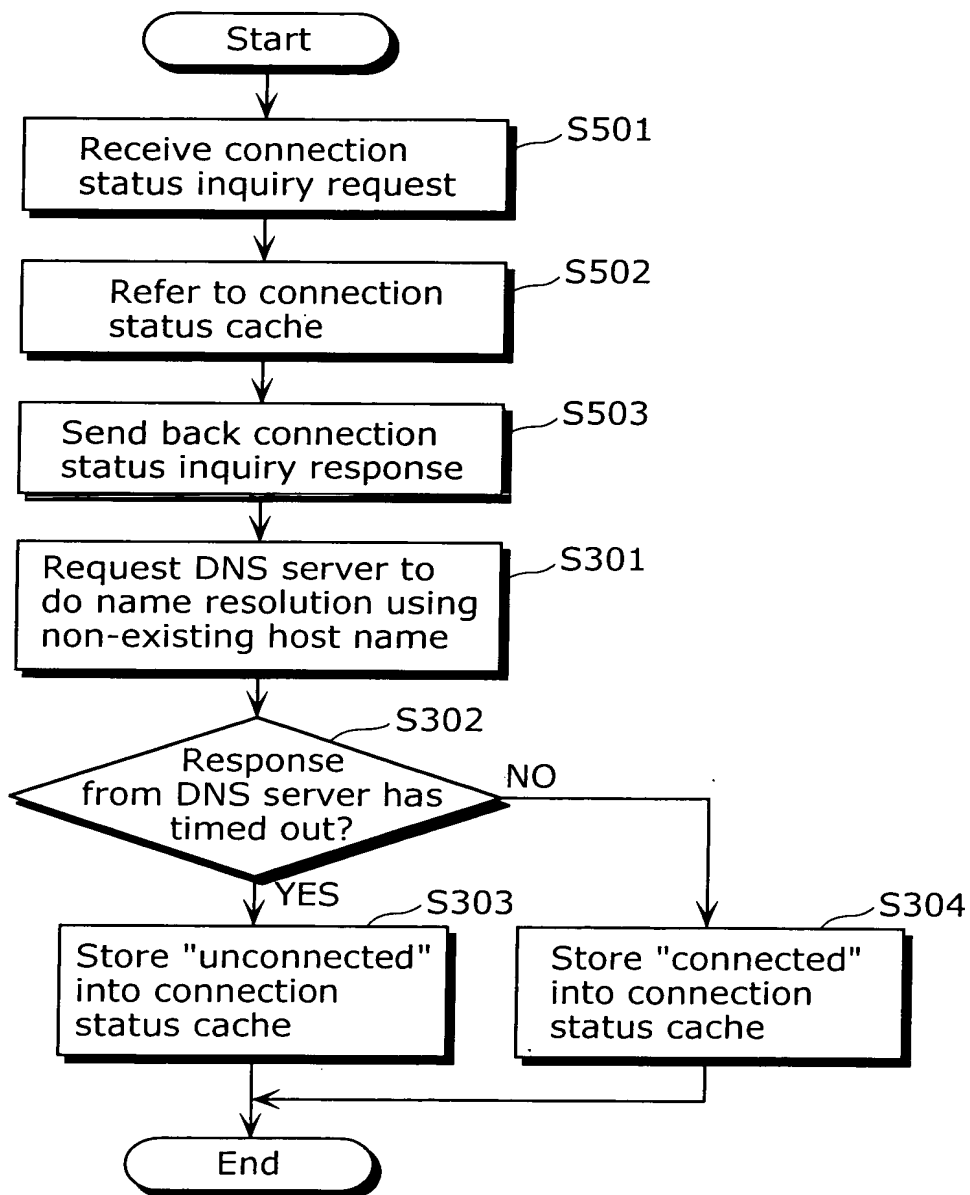 Start
S501
Receive connection
status inquiry request
S502
Refer to connection
status cache
S503
Send back connection
status inquiry response
S301
Request DNS server to
do name resolution using
non-existing host name
S302
Response
from DNS server has
timed out?
NO
YES
S303
Store "unconnected"
into connection
status cache
S304
Store "connected"
into connection
status cache
End